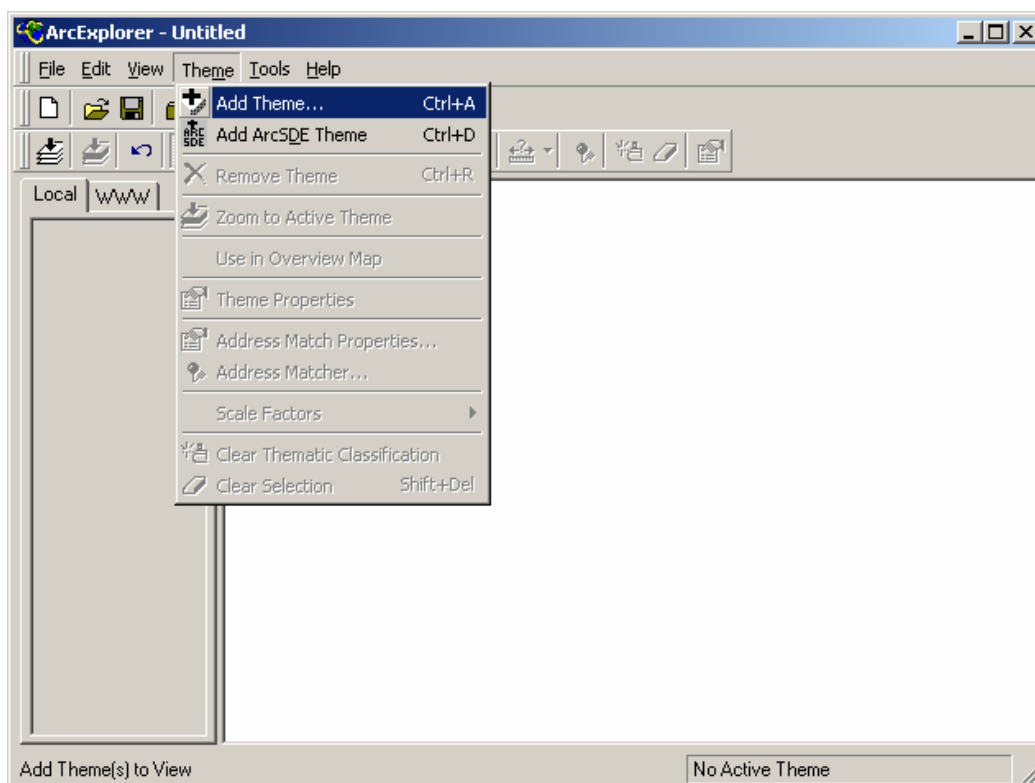 ArcExplorer - Untitled
File Edit View Theme Tools Help
Add Theme... Ctrl+A
Add ArcSDE Theme Ctrl+D
Remove Theme Ctrl+R
Zoom to Active Theme
Use in Overview Map
Theme Properties
Address Match Properties...
Address Matcher...
Scale Factors
Clear Thematic Classification
Clear Selection Shift+Del
arc
SDE
Local WWW
Add Theme(s) to View No Active Theme